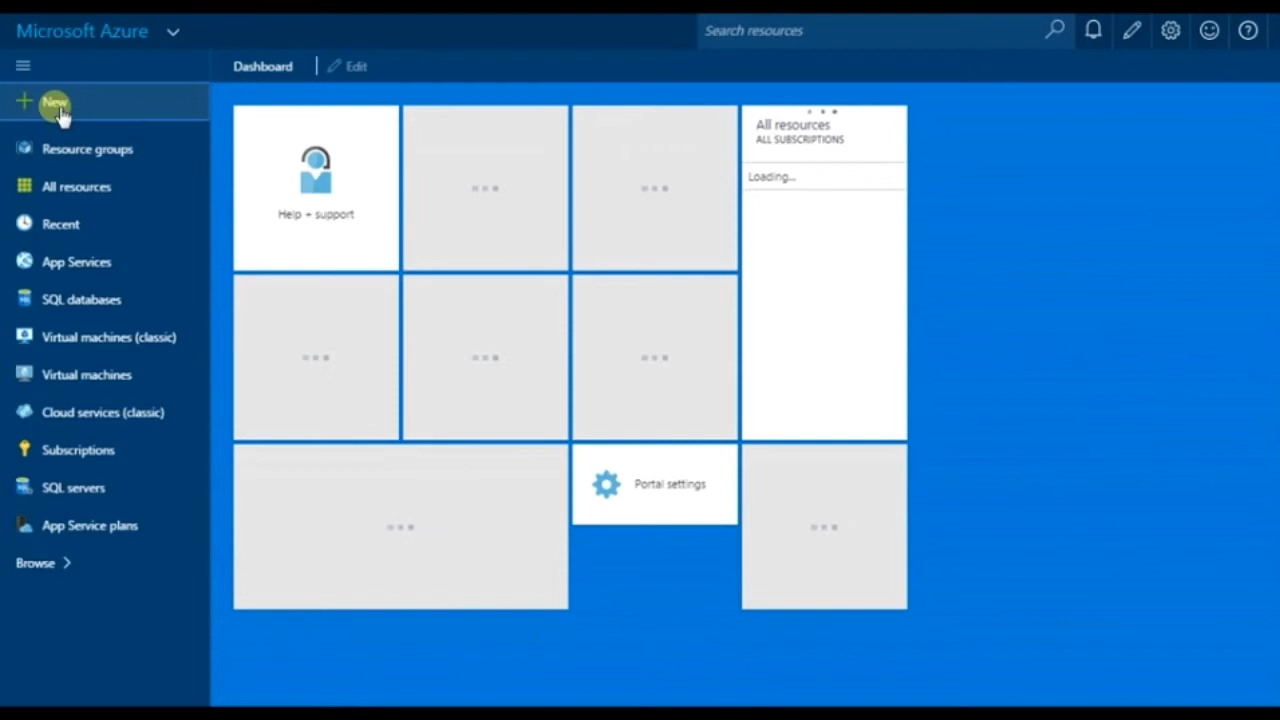 Microsoft Azure
Search resources
Dashboard
Edit
New
Resource groups
All resources
Recent
App Services
SQL databases
Virtual machines (classic)
Virtual machines
Cloud services (classic)
Subscriptions
SQL servers
App Service plans
Browse
Help + support
All resources
ALL SUBSCRIPTIONS
Loading...
Portal settings